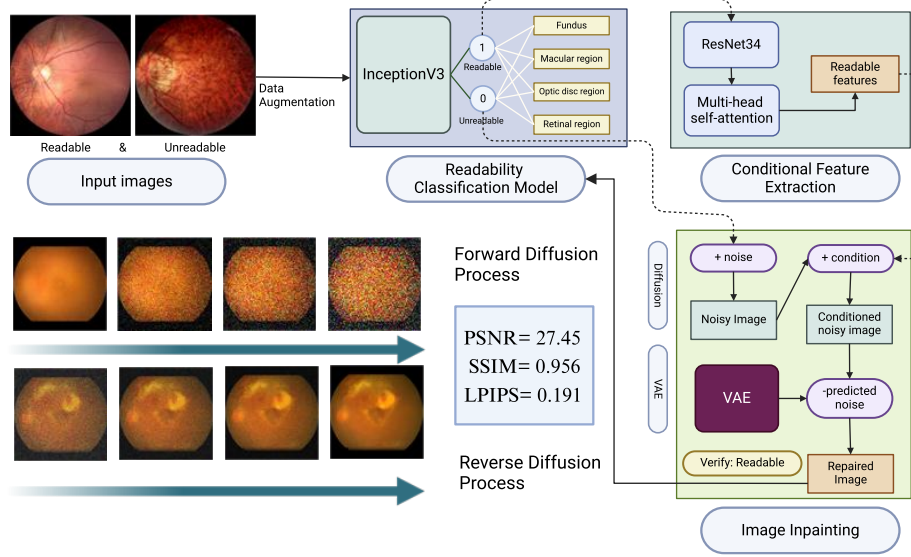 Readable & Unreadable
Input images
Data
Augmentation
InceptionV3
1
Readable
0
Unreadable
Fundus
Macular region
Optic disc region
Retinal region
Readability
Classification Model
ResNet34
Multi-head
self-attention
Readable
features
Conditional Feature
Extraction
Forward Diffusion
Process
PSNR= 27.45
SSIM= 0.956
LPIPS= 0.191
Reverse Diffusion
Process
Diffusion
VAE
+ noise
+ condition
Noisy Image
Conditioned
noisy image
VAE
-predicted
noise
Verify: Readable
Repaired
Image
Image Inpainting